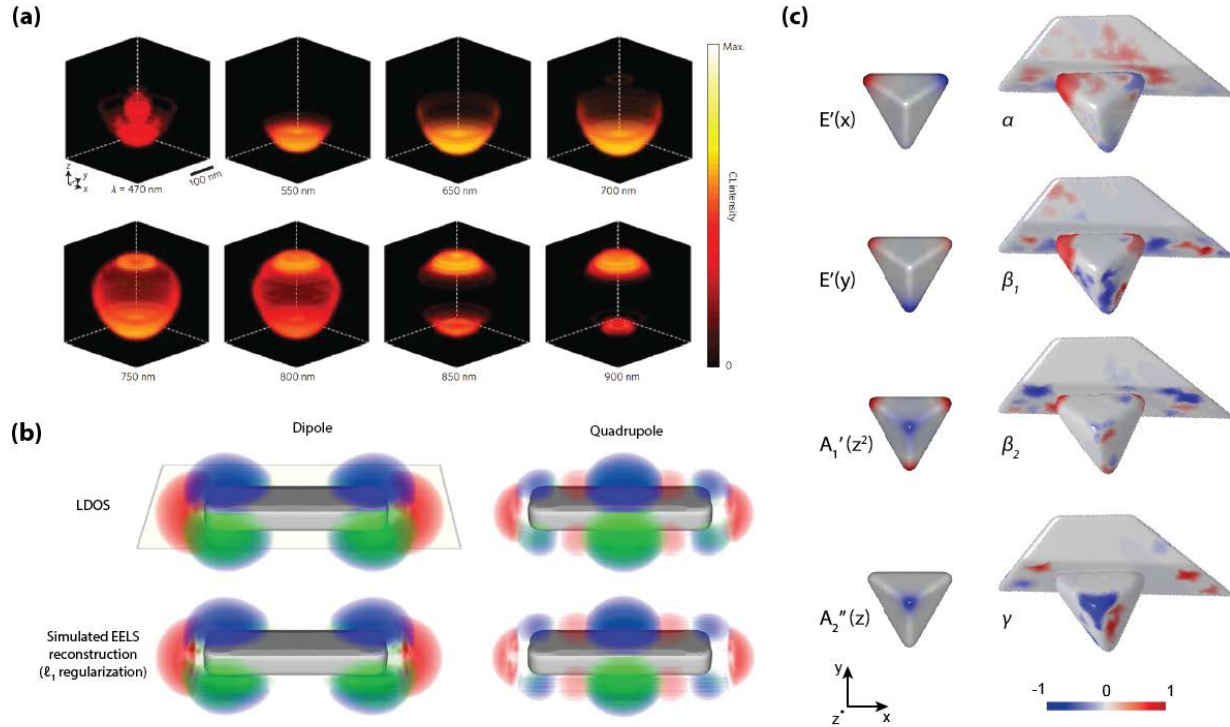 (a)
Max.
CL intensity
0
z
y
x
100 nm
λ = 470 nm
550 nm
650 nm
700 nm
750 nm
800 nm
850 nm
900 nm
(b)
Dipole
Quadrupole
LDOS
Simulated EELS
reconstruction
(ℓ₁ regularization)
(c)
E′(x)
α
E′(y)
β₁
A₁′(z²)
β₂
A₂″(z)
γ
y
z
x
-1
0
1